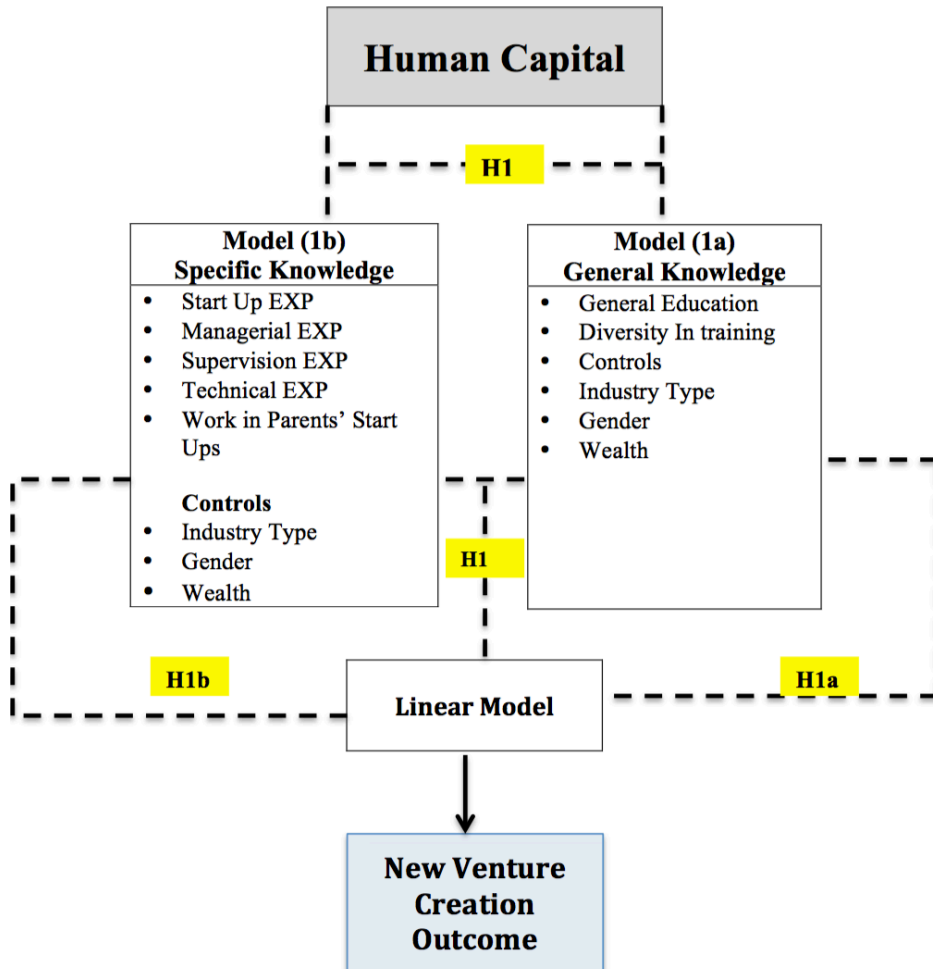 Human Capital
H1
Model (1b)
Specific Knowledge
• Start Up EXP
• Managerial EXP
• Supervision EXP
• Technical EXP
• Work in Parents’ Start
Ups
Controls
• Industry Type
• Gender
• Wealth
Model (1a)
General Knowledge
• General Education
• Diversity In training
• Controls
• Industry Type
• Gender
• Wealth
H1
H1b
Linear Model
H1a
New Venture
Creation
Outcome